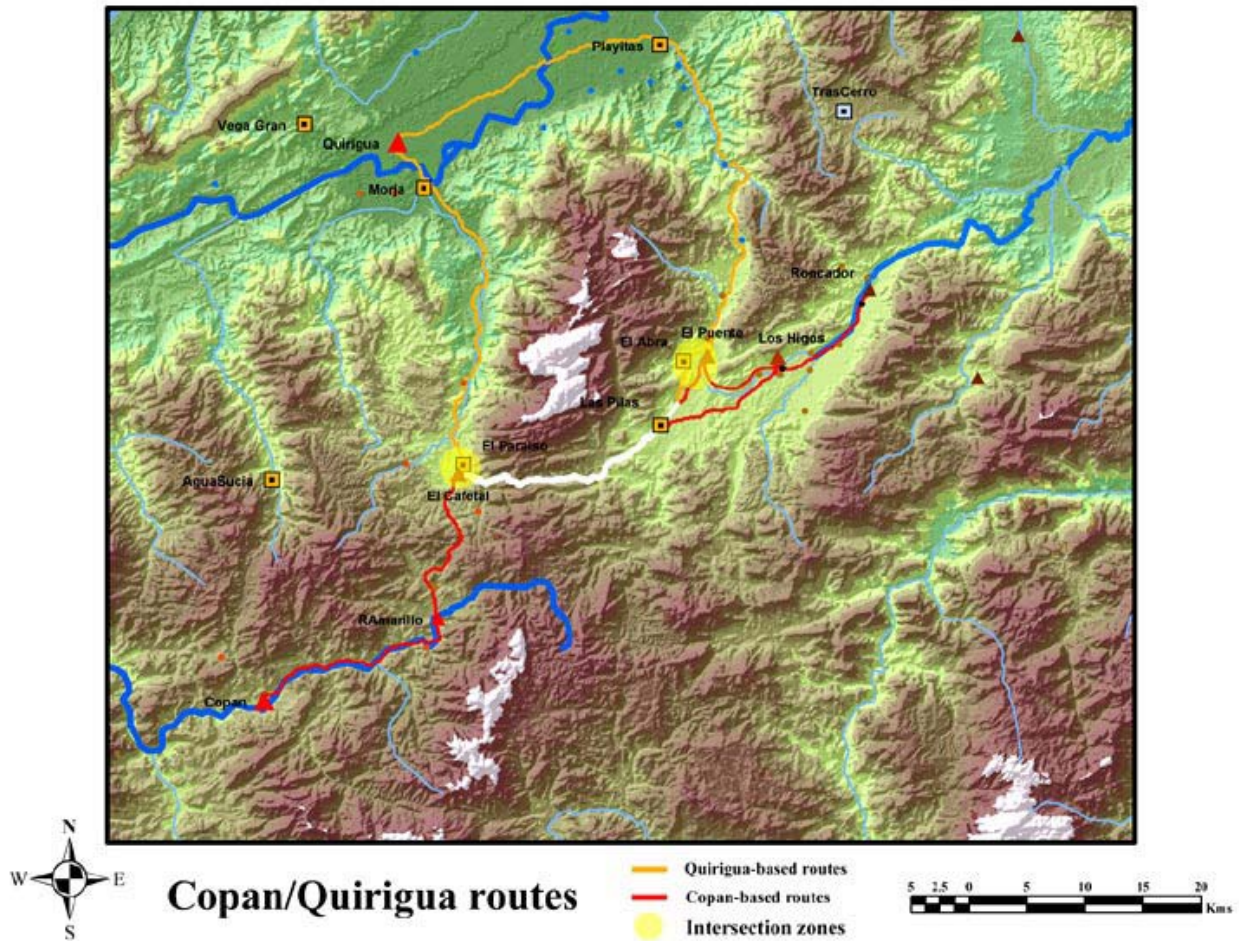 Playitas
TrasCerro
Vega Gran
Quirigua
Morja
Roncador
El Puente
El Abra
Los Higos
Las Pilas
El Paraiso
AguaSucia
El Cafetal
RAmarillo
Copan
N
W E
S
Copan/Quirigua routes
Quirigua-based routes
Copan-based routes
Intersection zones
5 2.5 0 5 10 15 20
Kms